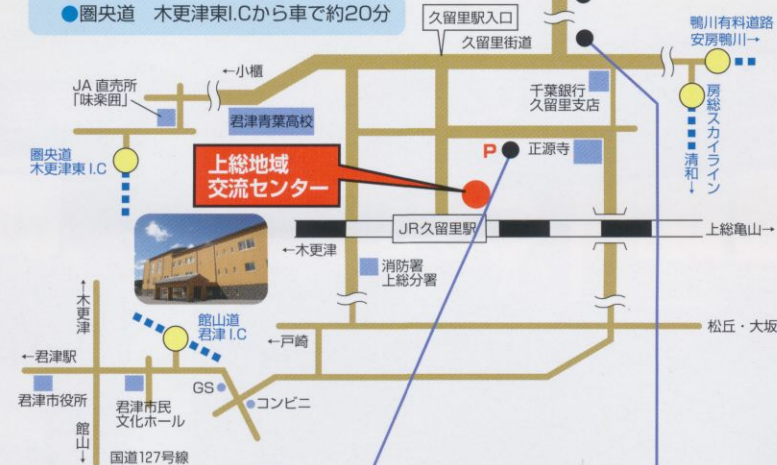 ●圏央道　木更津東I.Cから車で約20分
久留里駅入口
久留里街道
鴨川有料道路
安房鴨川→
←小櫃
JA 直売所
「味楽囲」
君津青葉高校
千葉銀行
久留里支店
房総スカイライン
清和→
圏央道
木更津東 I.C
上総地域
交流センター
P
正源寺
JR久留里駅
上総亀山→
←木更津
消防署
上総分署
←木更津
館山道
君津 I.C
←戸崎
松丘・大坂
←君津駅
君津市役所
君津市民
文化ホール
GS
コンビニ
館山→
国道127号線